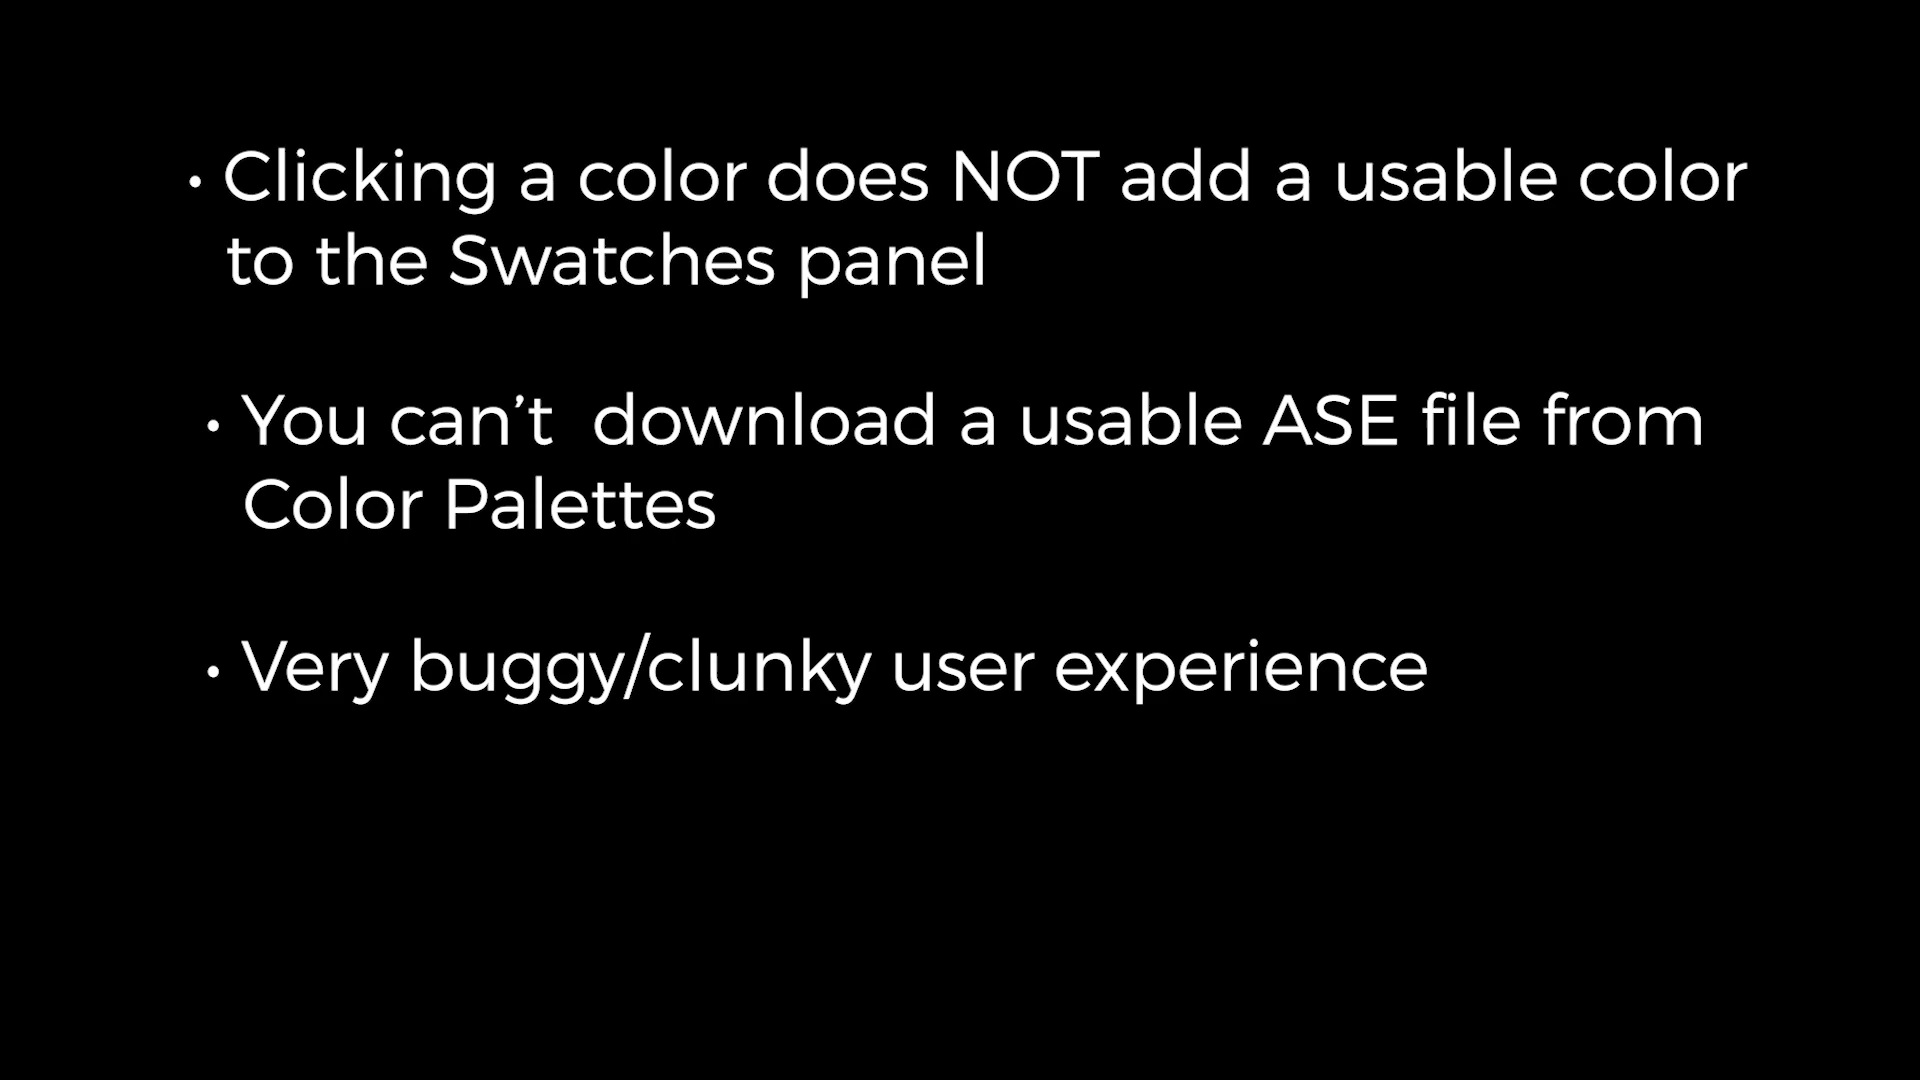 • Clicking a color does NOT add a usable color
to the Swatches panel
• You can’t  download a usable ASE file from
Color Palettes
• Very buggy/clunky user experience